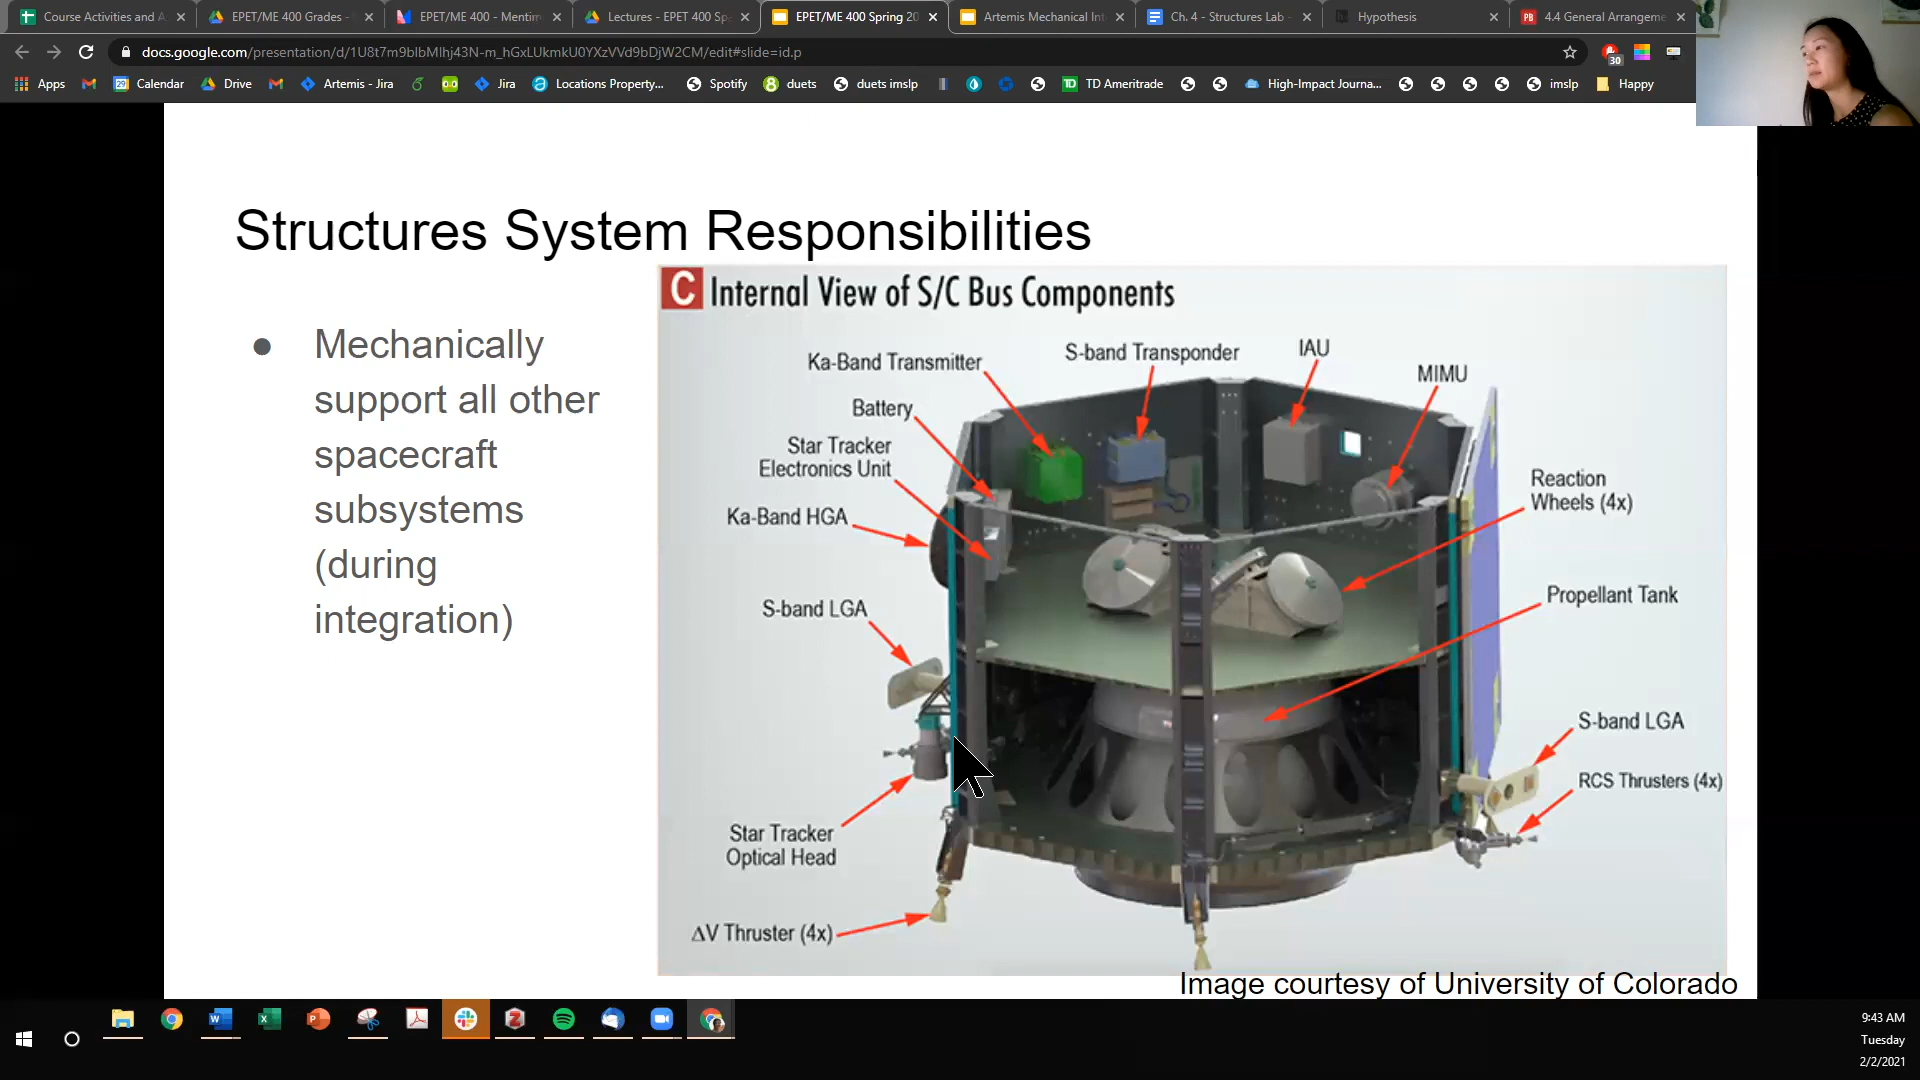 Course Activities and A
EPET/ME 400 Grades -
EPET/ME 400 - Mentim
Lectures - EPET 400 Sp
EPET/ME 400 Spring 20
Artemis Mechanical Int
Ch. 4 - Structures Lab -
Hypothesis
4.4 General Arrangeme
docs.google.com/presentation/d/1U8t7m9blbMlhj43N-m_hGxLUkmkU0YXzVVd9bDjW2CM/edit#slide=id.p
30
Apps
Calendar
Drive
Artemis - Jira
Jira
Locations Property...
Spotify
duets
duets imslp
TD Ameritrade
High-Impact Journa...
imslp
Happy
Structures System Responsibilities
● Mechanically
support all other
spacecraft
subsystems
(during
integration)
C Internal View of S/C Bus Components
Ka-Band Transmitter
S-band Transponder
IAU
MIMU
Battery
Star Tracker
Electronics Unit
Ka-Band HGA
Reaction
Wheels (4x)
S-band LGA
Propellant Tank
S-band LGA
RCS Thrusters (4x)
Star Tracker
Optical Head
ΔV Thruster (4x)
Image courtesy of University of Colorado
9:43 AM
Tuesday
2/2/2021